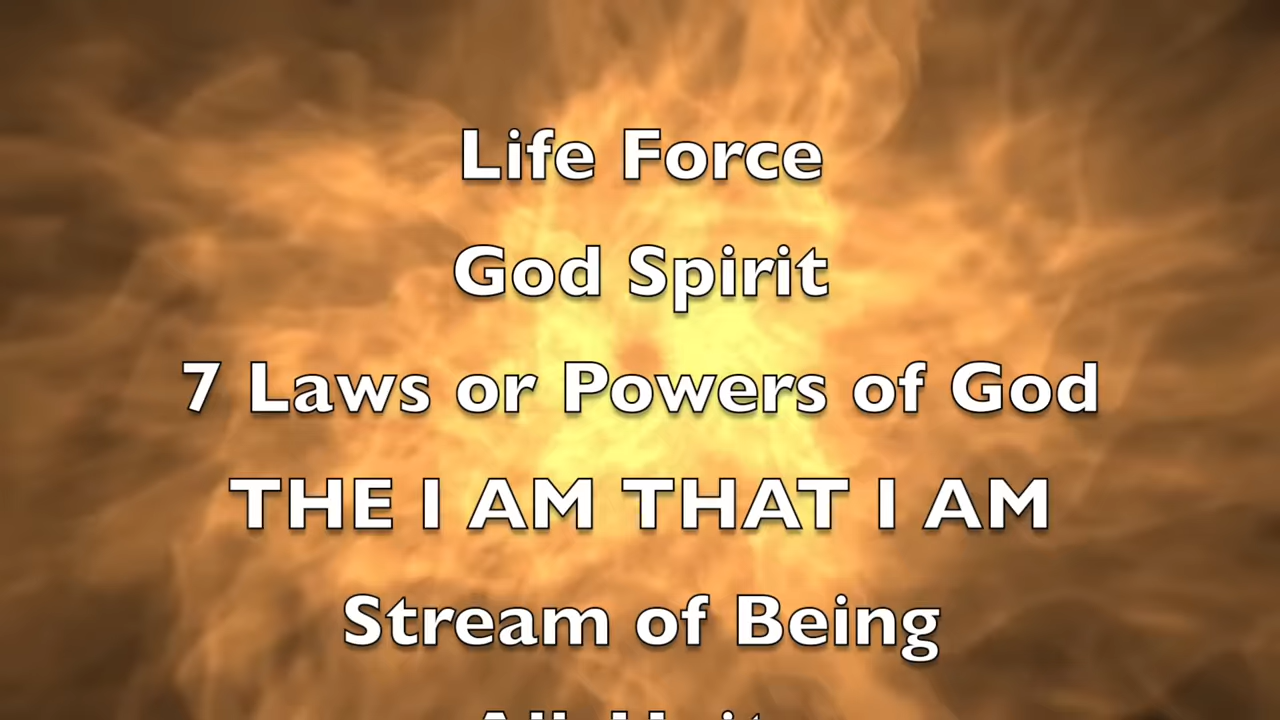 Life Force
God Spirit
7 Laws or Powers of God
THE I AM THAT I AM
Stream of Being